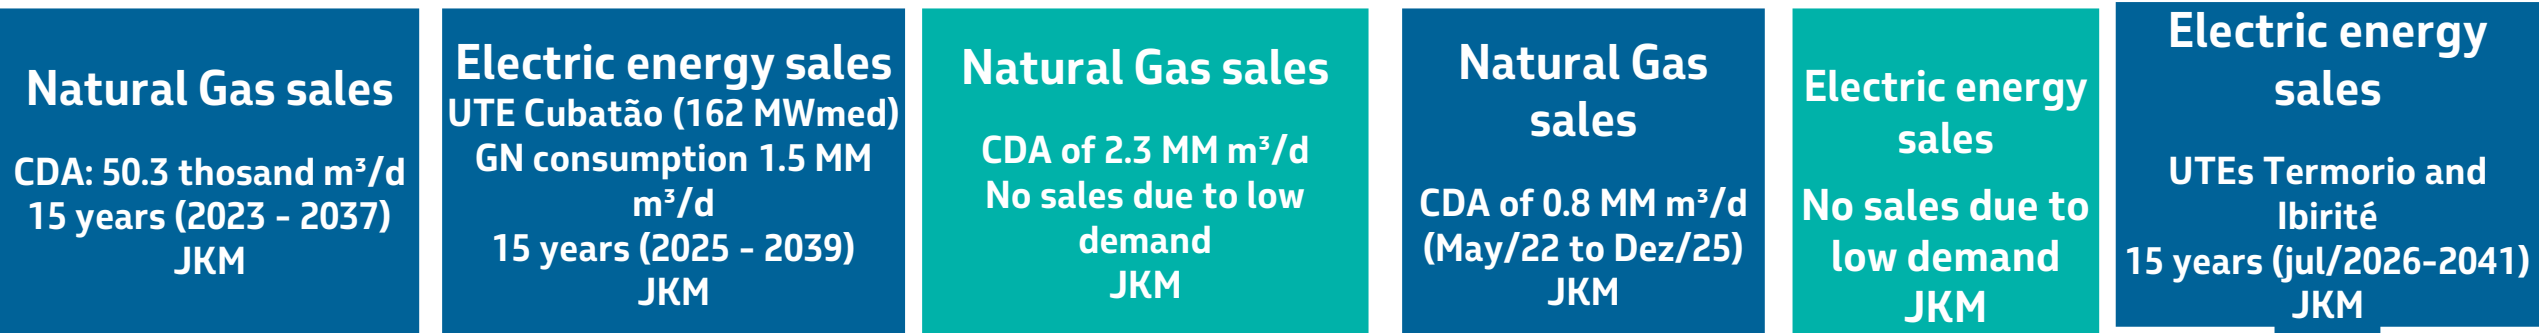 Natural Gas sales
CDA: 50.3 thosand m³/d
15 years (2023 - 2037)
JKM
Electric energy sales
UTE Cubatão (162 MWmed)
GN consumption 1.5 MM
m³/d
15 years (2025 - 2039)
JKM
Natural Gas sales
CDA of 2.3 MM m³/d
No sales due to low
demand
JKM
Natural Gas
sales
CDA of 0.8 MM m³/d
(May/22 to Dez/25)
JKM
Electric energy
sales
No sales due to
low demand
JKM
Electric energy
sales
UTEs Termorio and
Ibirité
15 years (jul/2026-2041)
JKM